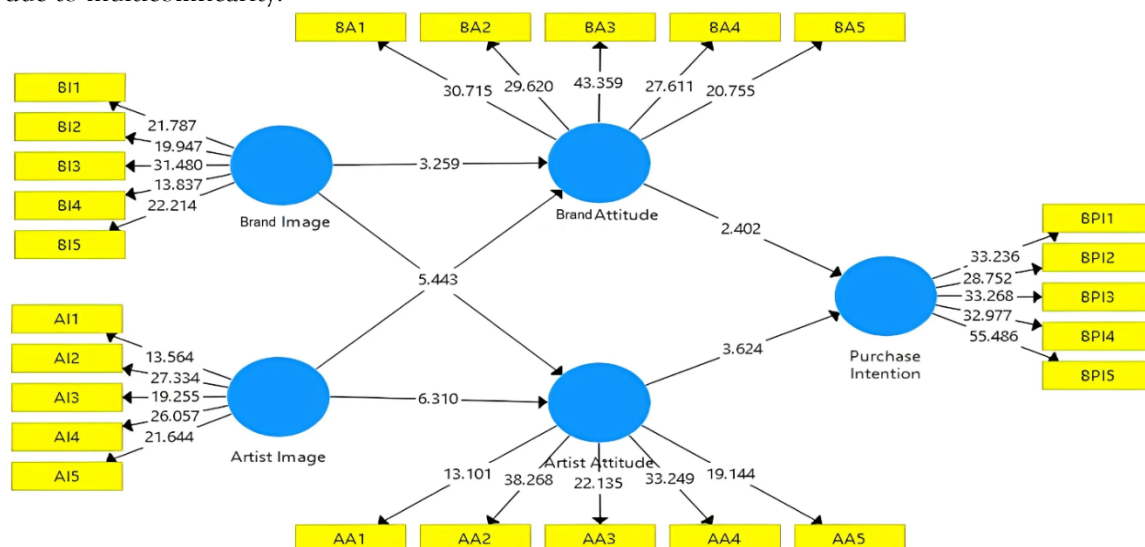 due to multicollinearity.
BA1 BA2 BA3 BA4 BA5
30.715 29.620 43.359 27.611 20.755
BI1
BI2
BI3
BI4
BI5
21.787
19.947
31.480
13.837
22.214
Brand Image
3.259
Brand Attitude
5.443
2.402
AI1
AI2
AI3
AI4
AI5
13.564
27.334
19.255
26.057
21.644
Artist Image
6.310
Artist Attitude
3.624
Purchase
Intention
33.236
28.752
33.268
32.977
55.486
BPI1
BPI2
BPI3
BPI4
BPI5
13.101 38.268 22.135 33.249 19.144
AA1 AA2 AA3 AA4 AA5